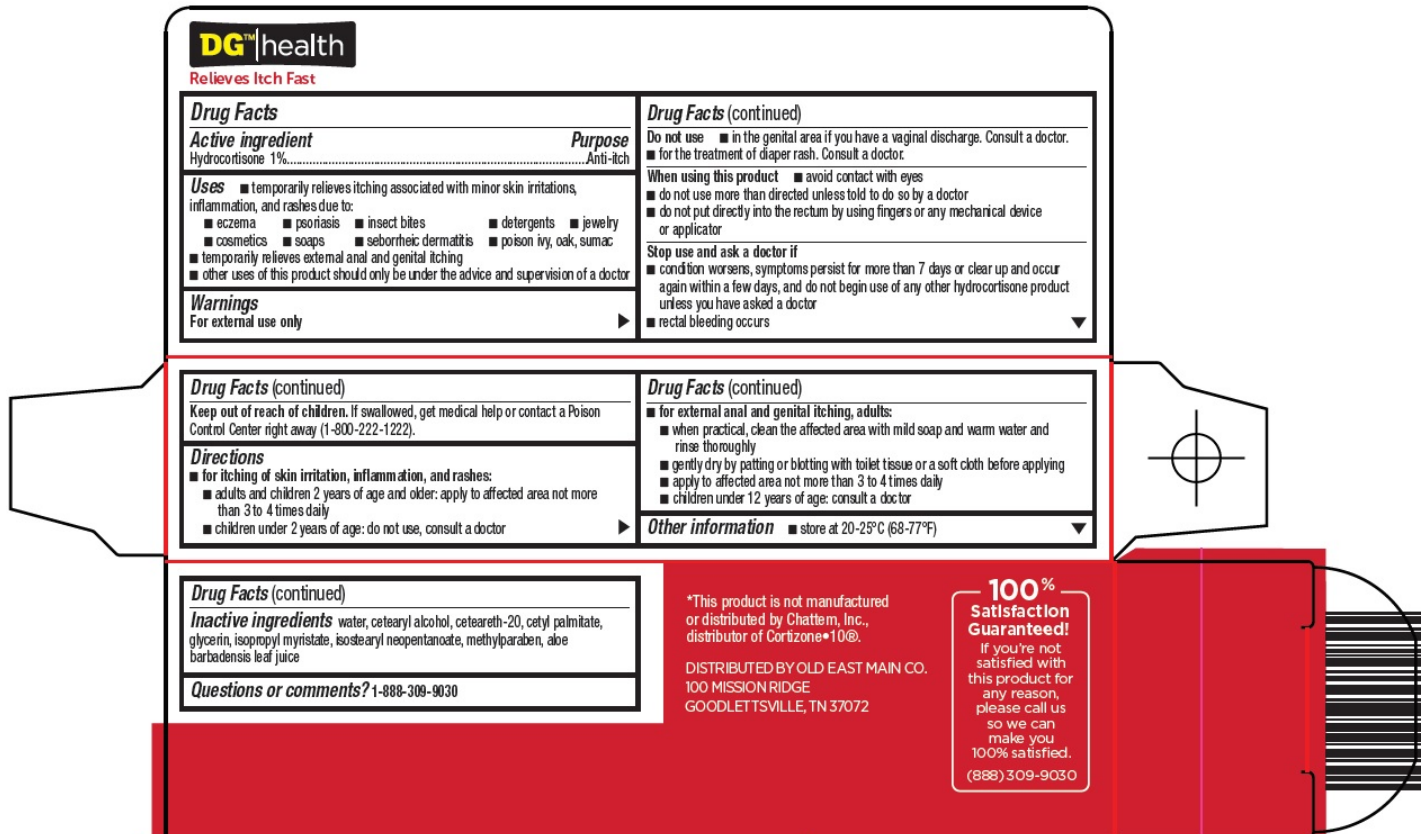 DG™ health
Relieves Itch Fast
Drug Facts
Active ingredient Purpose
Hydrocortisone 1%..........................................................................................Anti-itch
Uses ■ temporarily relieves itching associated with minor skin irritations,
inflammation, and rashes due to:
■ eczema ■ psoriasis ■ insect bites ■ detergents ■ jewelry
■ cosmetics ■ soaps ■ seborrheic dermatitis ■ poison ivy, oak, sumac
■ temporarily relieves external anal and genital itching
■ other uses of this product should only be under the advice and supervision of a doctor
Warnings
For external use only ▶
Drug Facts (continued)
Do not use ■ in the genital area if you have a vaginal discharge. Consult a doctor.
■ for the treatment of diaper rash. Consult a doctor.
When using this product ■ avoid contact with eyes
■ do not use more than directed unless told to do so by a doctor
■ do not put directly into the rectum by using fingers or any mechanical device
or applicator
Stop use and ask a doctor if
■ condition worsens, symptoms persist for more than 7 days or clear up and occur
again within a few days, and do not begin use of any other hydrocortisone product
unless you have asked a doctor
■ rectal bleeding occurs ▼
Drug Facts (continued)
Keep out of reach of children. If swallowed, get medical help or contact a Poison
Control Center right away (1-800-222-1222).
Directions
■ for itching of skin irritation, inflammation, and rashes:
■ adults and children 2 years of age and older: apply to affected area not more
than 3 to 4 times daily
■ children under 2 years of age: do not use, consult a doctor ▶
Drug Facts (continued)
■ for external anal and genital itching, adults:
■ when practical, clean the affected area with mild soap and warm water and
rinse thoroughly
■ gently dry by patting or blotting with toilet tissue or a soft cloth before applying
■ apply to affected area not more than 3 to 4 times daily
■ children under 12 years of age: consult a doctor
Other information ■ store at 20-25°C (68-77°F) ▼
Drug Facts (continued)
Inactive ingredients water, cetearyl alcohol, ceteareth-20, cetyl palmitate,
glycerin, isopropyl myristate, isostearyl neopentanoate, methylparaben, aloe
barbadensis leaf juice
Questions or comments? 1-888-309-9030
*This product is not manufactured
or distributed by Chattem, Inc.,
distributor of Cortizone•10®.
DISTRIBUTED BY OLD EAST MAIN CO.
100 MISSION RIDGE
GOODLETTSVILLE, TN 37072
100%
Satisfaction
Guaranteed!
If you're not
satisfied with
this product for
any reason,
please call us
so we can
make you
100% satisfied.
(888) 309-9030